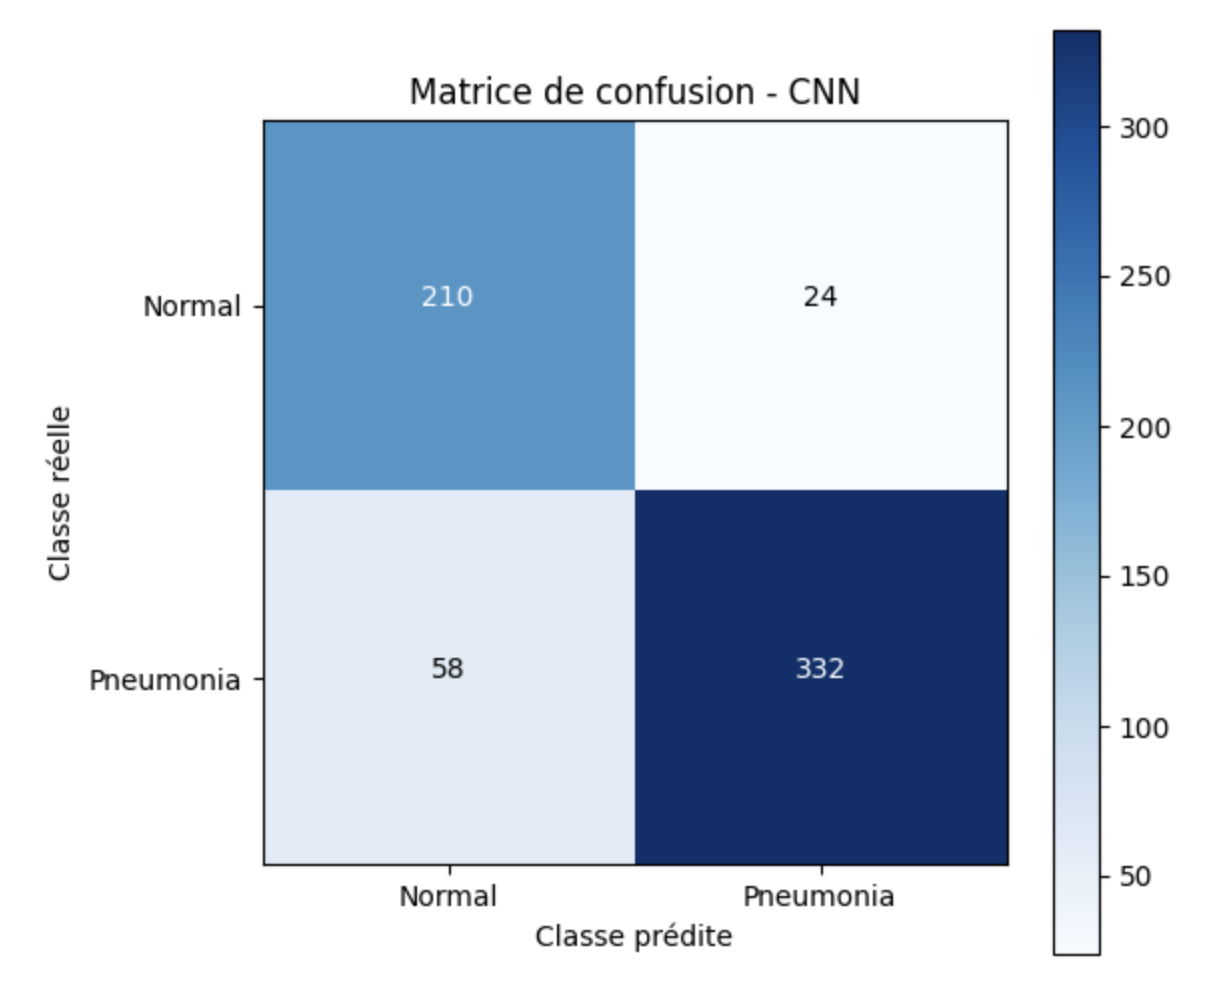 Matrice de confusion - CNN
Classe réelle
Normal
210
24
Pneumonia
58
332
Normal
Pneumonia
Classe prédite
300
250
200
150
100
50